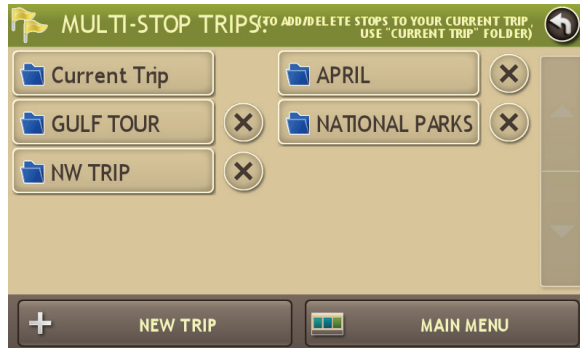 MULTI-STOP TRIPS:
(TO ADD/DELETE STOPS TO YOUR CURRENT TRIP,
USE "CURRENT TRIP" FOLDER)
Current Trip
APRIL
GULF TOUR
NATIONAL PARKS
NW TRIP
NEW TRIP
MAIN MENU